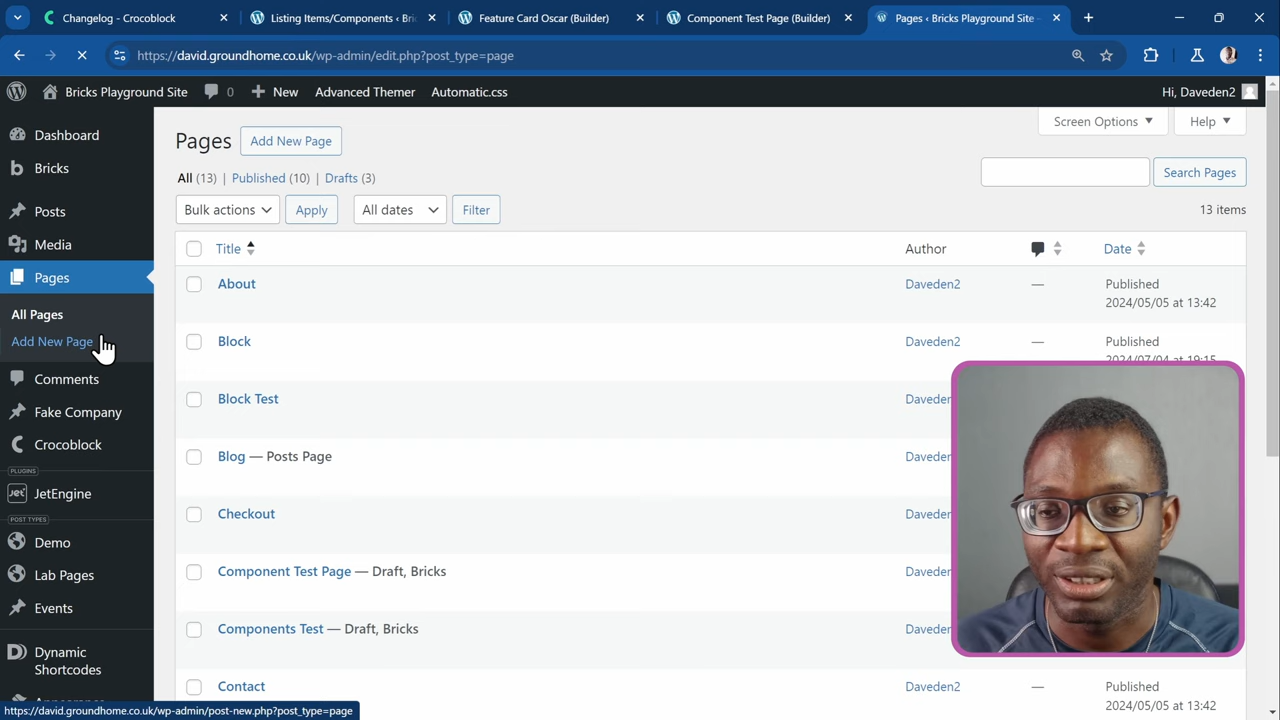 Changelog - Crocoblock
Listing Items/Components ‹ Bric
Feature Card Oscar (Builder)
Component Test Page (Builder)
Pages ‹ Bricks Playground Site –
https://david.groundhome.co.uk/wp-admin/edit.php?post_type=page
Bricks Playground Site
0
New
Advanced Themer
Automatic.css
Hi, Daveden2
Dashboard
Bricks
Posts
Media
Pages
All Pages
Add New Page
Comments
Fake Company
Crocoblock
PLUGINS
JetEngine
POST TYPES
Demo
Lab Pages
Events
Dynamic
Shortcodes
Pages
Add New Page
Screen Options
Help
All (13) | Published (10) | Drafts (3)
Search Pages
Bulk actions
Apply
All dates
Filter
13 items
Title
Author
Date
About
Daveden2
—
Published
2024/05/05 at 13:42
Block
Daveden2
—
Published
2024/07/04 at 19:15
Block Test
Daveden
Blog — Posts Page
Daveden
Checkout
Daveden
Component Test Page — Draft, Bricks
Daveden
Components Test — Draft, Bricks
Daveden
Contact
Daveden2
—
Published
2024/05/05 at 13:42
https://david.groundhome.co.uk/wp-admin/post-new.php?post_type=page